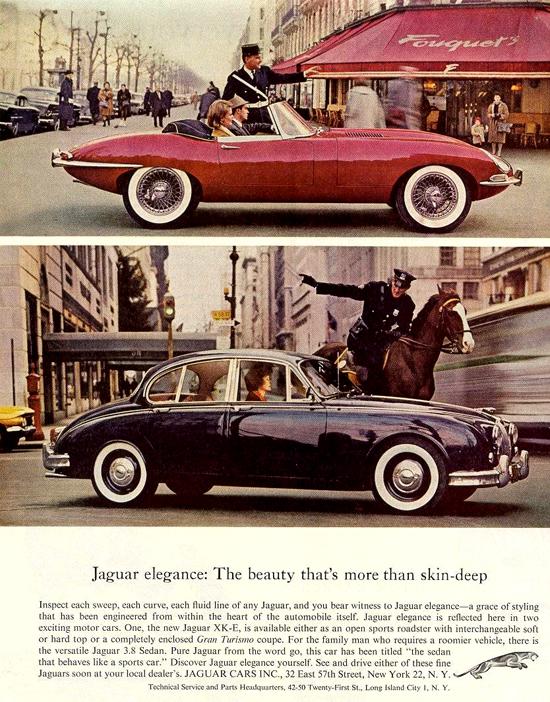 Fouquet's
F
Jaguar elegance: The beauty that's more than skin-deep
Inspect each sweep, each curve, each fluid line of any Jaguar, and you bear witness to Jaguar elegance—a grace of styling
that has been engineered from within the heart of the automobile itself. Jaguar elegance is reflected here in two
exciting motor cars. One, the new Jaguar XK-E, is available either as an open sports roadster with interchangeable soft
or hard top or a completely enclosed Gran Turismo coupe. For the family man who requires a roomier vehicle, there is
the versatile Jaguar 3.8 Sedan. Pure Jaguar from the word go, this car has been titled "the sedan
that behaves like a sports car." Discover Jaguar elegance yourself. See and drive either of these fine
Jaguars soon at your local dealer's. JAGUAR CARS INC., 32 East 57th Street, New York 22, N. Y.
Technical Service and Parts Headquarters, 42-50 Twenty-First St., Long Island City 1, N. Y.